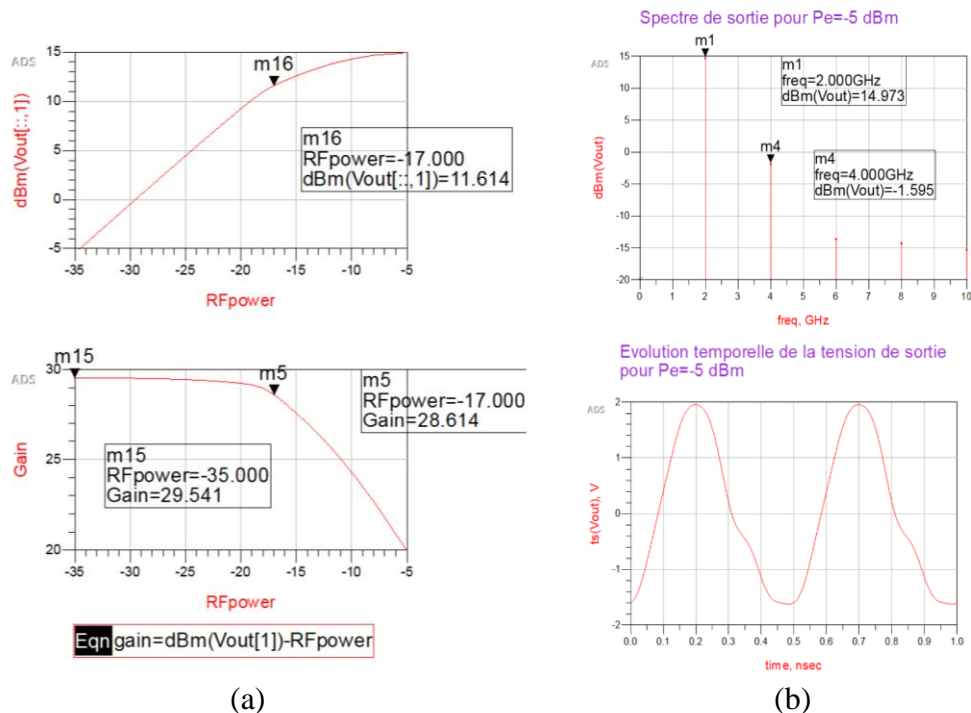 ADS
dBm(Vout[::,1])
15
10
5
0
-5
m16
m16
RFpower=-17.000
dBm(Vout[::,1])=11.614
-35 -30 -25 -20 -15 -10 -5
RFpower
ADS
Gain
30
25
20
m15
m5
m5
RFpower=-17.000
Gain=28.614
m15
RFpower=-35.000
Gain=29.541
-35 -30 -25 -20 -15 -10 -5
RFpower
Eqn gain=dBm(Vout[1])-RFpower
(a)
Spectre de sortie pour Pe=-5 dBm
ADS
dBm(Vout)
15
10
5
0
-5
-10
-15
-20
m1
m1
freq=2.000GHz
dBm(Vout)=14.973
m4
m4
freq=4.000GHz
dBm(Vout)=-1.595
0 1 2 3 4 5 6 7 8 9 10
freq, GHz
Evolution temporelle de la tension de sortie
pour Pe=-5 dBm
ADS
ts(Vout), V
2
1
0
-1
-2
0.0 0.1 0.2 0.3 0.4 0.5 0.6 0.7 0.8 0.9 1.0
time, nsec
(b)